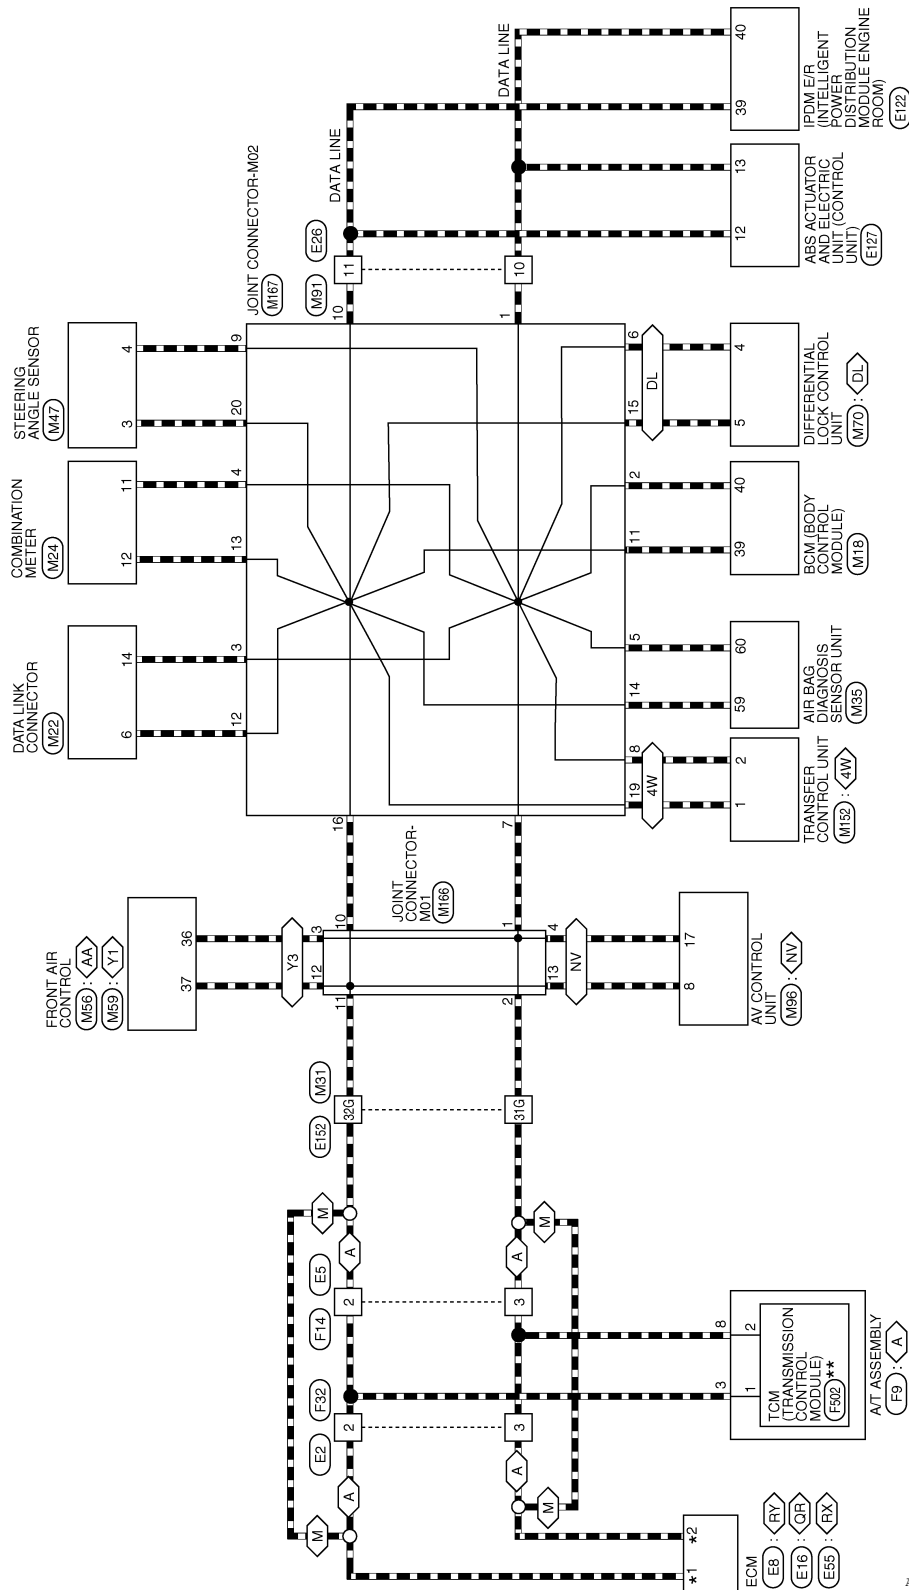 DATA LINE
DATA LINE
40
39
IPDM E/R
(INTELLIGENT
POWER
DISTRIBUTION
MODULE ENGINE
ROOM)
E122
13
12
ABS ACTUATOR
AND ELECTRIC
UNIT (CONTROL
UNIT)
E127
JOINT CONNECTOR-M02
M167
M91
E26
11
10
10
1
STEERING
ANGLE SENSOR
M47
4
3
9
20
COMBINATION
METER
M24
11
12
4
13
DATA LINK
CONNECTOR
M22
14
6
3
12
6
15
DL
4
5
DIFFERENTIAL
LOCK CONTROL
UNIT
M70 : DL
2
11
40
39
BCM (BODY
CONTROL
MODULE)
M18
5
14
60
59
AIR BAG
DIAGNOSIS
SENSOR UNIT
M35
8
19
4W
2
1
TRANSFER
CONTROL UNIT
M152 : 4W
16
7
JOINT
CONNECTOR-
M01
M166
10
1
FRONT AIR
CONTROL
M56 : AA
M59 : Y1
36
37
Y3
3
12
11
2
4
13
NV
17
8
AV CONTROL
UNIT
M96 : NV
E152
M31
32G
31G
M
M
A
A
F14
E5
2
3
E2
F32
2
3
A
A
M
M
8
3
2
1
TCM
(TRANSMISSION
CONTROL
MODULE)
F502 **
A/T ASSEMBLY
F9 : A
*2
*1
ECM
E8 : RY
E16 : QR
E55 : RX